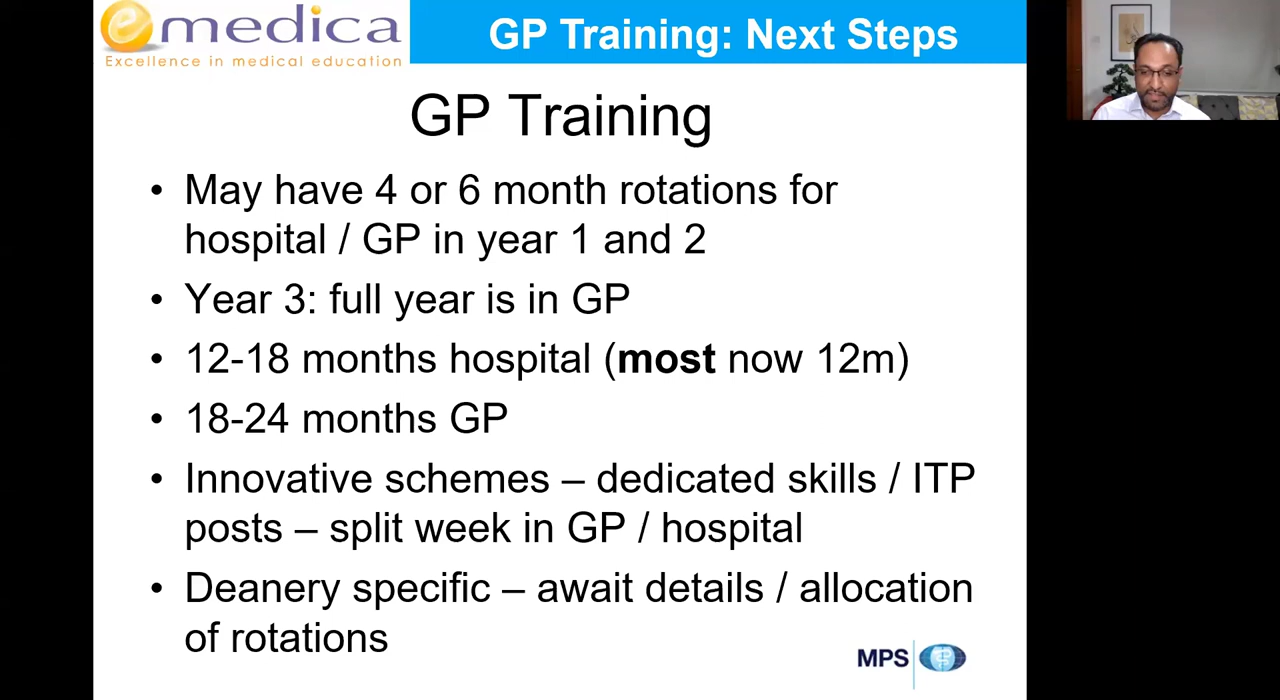 emedica
Excellence in medical education
GP Training: Next Steps
GP Training
• May have 4 or 6 month rotations for
hospital / GP in year 1 and 2
• Year 3: full year is in GP
• 12-18 months hospital (most now 12m)
• 18-24 months GP
• Innovative schemes – dedicated skills / ITP
posts – split week in GP / hospital
• Deanery specific – await details / allocation
of rotations
MPS